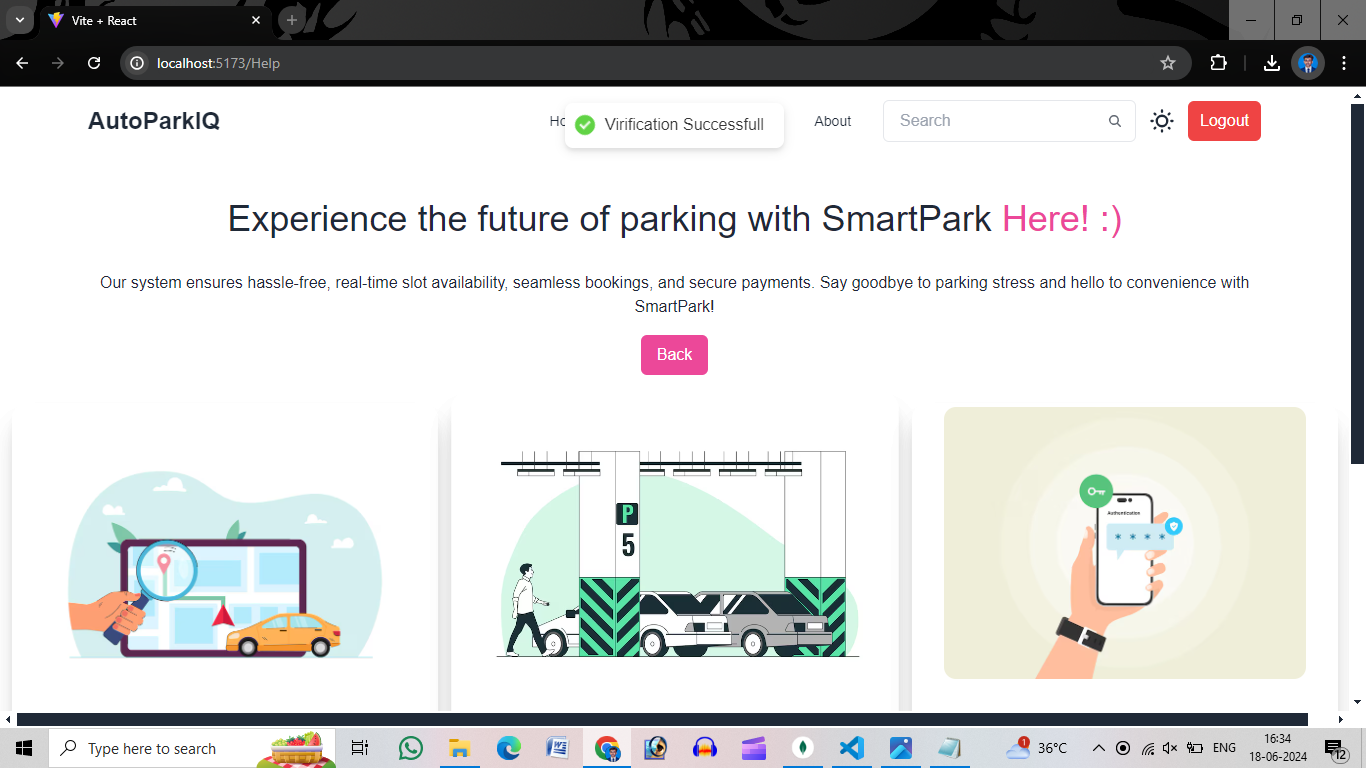 Vite + React
localhost:5173/Help
AutoParkIQ
Virification Successfull
About
Search
Logout
Experience the future of parking with SmartPark Here! :)
Our system ensures hassle-free, real-time slot availability, seamless bookings, and secure payments. Say goodbye to parking stress and hello to convenience with
SmartPark!
Back
P
5
Authentication
* * * *
Type here to search
1
36°C
ENG
16:34
18-06-2024
12